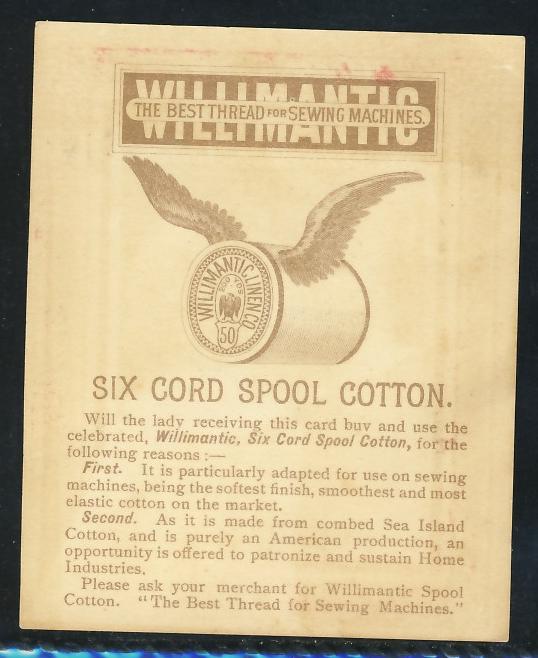 WILLIMANTIC
THE BEST THREAD FOR SEWING MACHINES.
WILLIMANTIC LINEN CO.
200 YDS
50
SIX CORD SPOOL COTTON.
Will the lady receiving this card buy and use the
celebrated, Willimantic, Six Cord Spool Cotton, for the
following reasons :—
First. It is particularly adapted for use on sewing
machines, being the softest finish, smoothest and most
elastic cotton on the market.
Second. As it is made from combed Sea Island
Cotton, and is purely an American production, an
opportunity is offered to patronize and sustain Home
Industries.
Please ask your merchant for Willimantic Spool
Cotton. "The Best Thread for Sewing Machines."